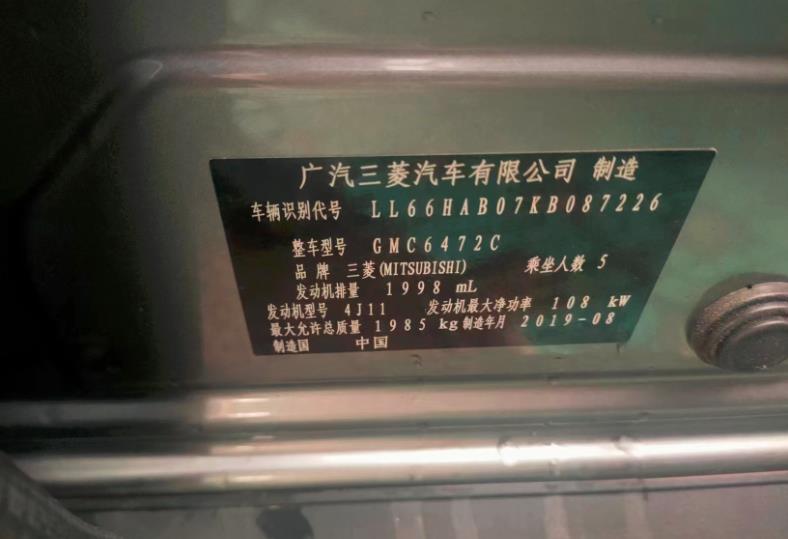 广汽三菱汽车有限公司 制造
车辆识别代号 LL66HAB07KB087226
整车型号 GMC6472C
品牌 三菱(MITSUBISHI) 乘坐人数 5
发动机排量 1998 mL
发动机型号 4J11 发动机最大净功率 108 kW
最大允许总质量 1985 kg 制造年月 2019-08
制造国 中国